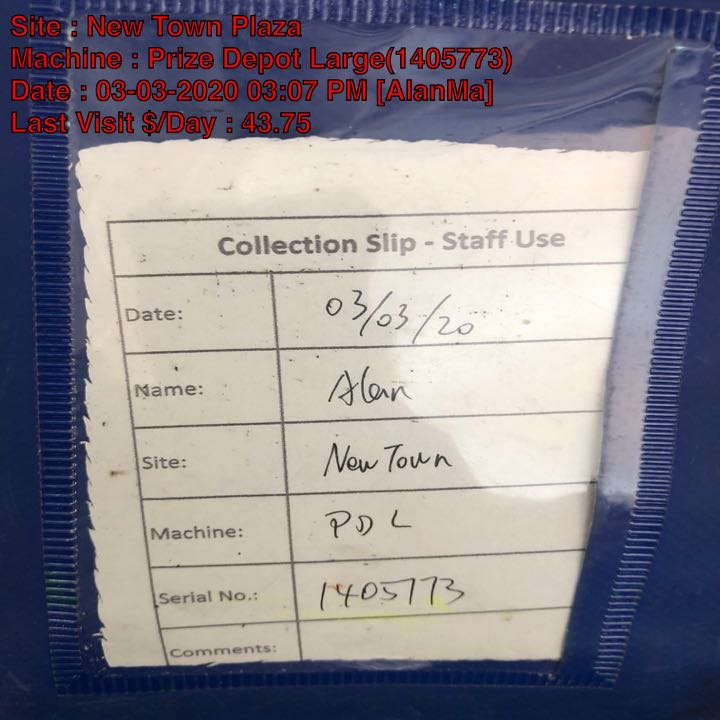 Site : New Town Plaza
Machine : Prize Depot Large(1405773)
Date : 03-03-2020 03:07 PM [AlanMa]
Last Visit $/Day : 43.75
Collection Slip - Staff Use
Date: 03/03/20
Name: Alan
Site: New Town
Machine: PDL
Serial No.: 1405773
Comments: